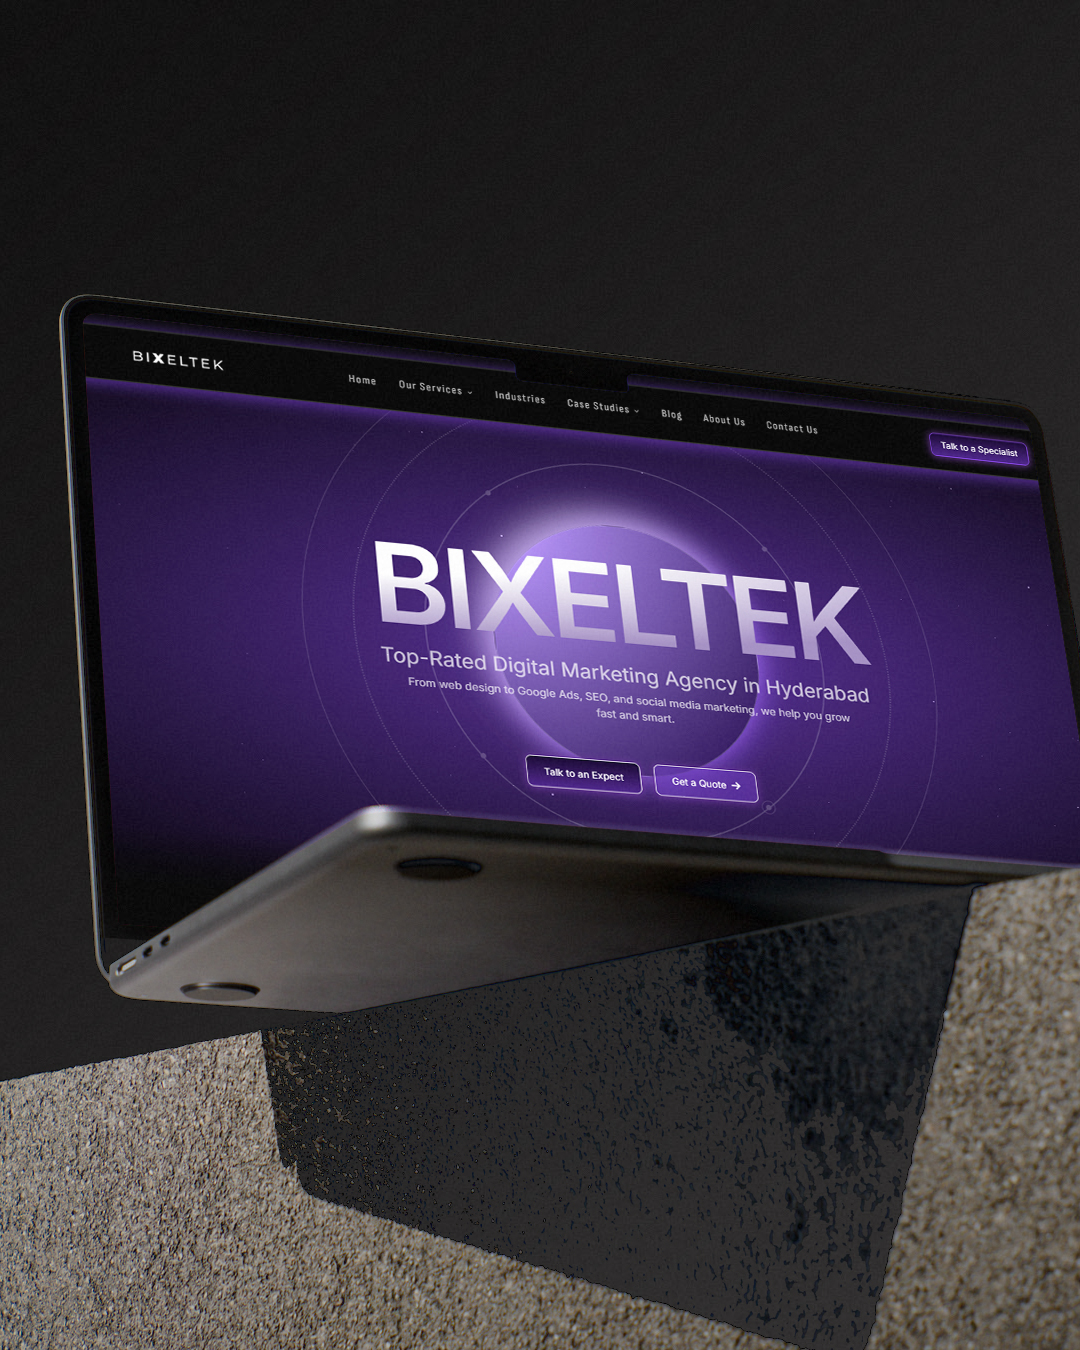 BIXELTEK
Home Our Services Industries Case Studies Blog About Us Contact Us
Talk to a Specialist
BIXELTEK
Top-Rated Digital Marketing Agency in Hyderabad
From web design to Google Ads, SEO, and social media marketing, we help you grow
fast and smart.
Talk to an Expect
Get a Quote →